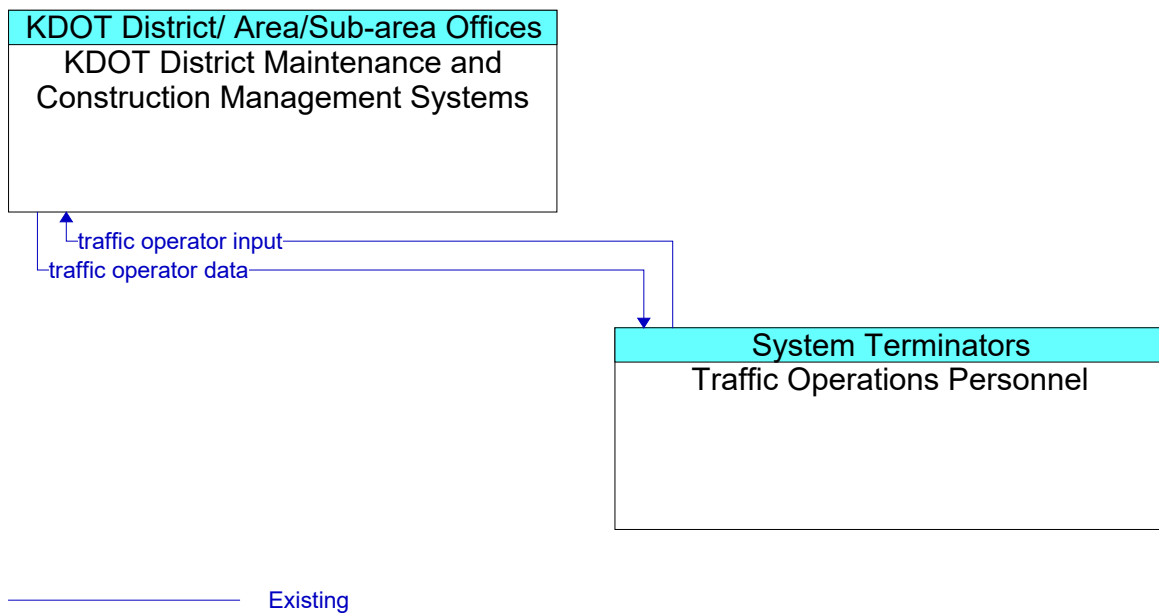 KDOT District/ Area/Sub-area Offices
KDOT District Maintenance and
Construction Management Systems
traffic operator input
traffic operator data
System Terminators
Traffic Operations Personnel
Existing